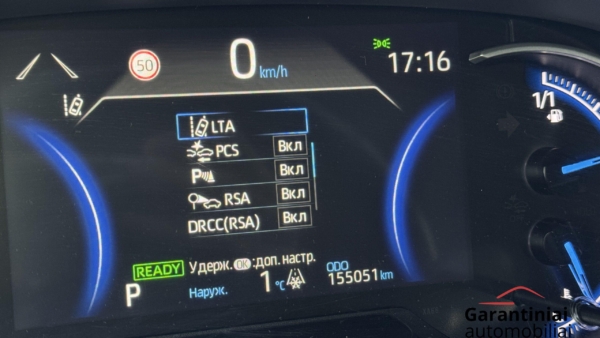 50
0 km/h
17:16
1/1
LTA
PCS Вкл
P Вкл
RSA Вкл
DRCC(RSA) Вкл
READY Удерж. OK :доп. настр.
P Наруж. 1 °C
ODO
155051 km
Garantiniai
automobiliai